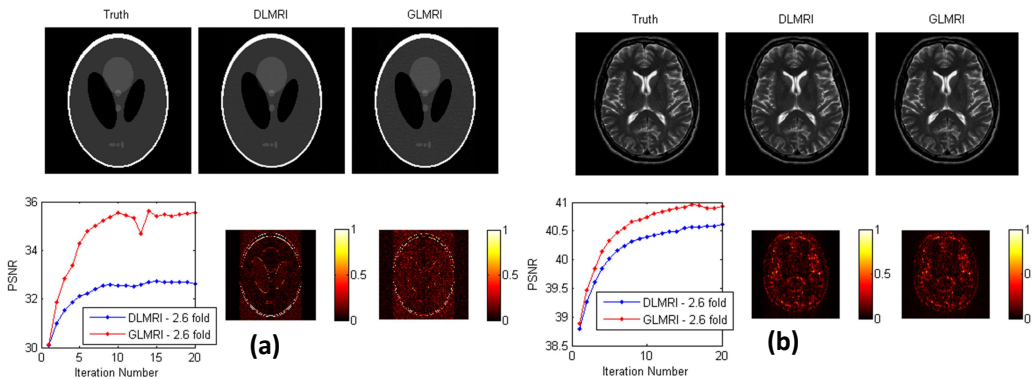 Truth
DLMRI
GLMRI
36
34
32
30
0
5
10
15
20
PSNR
Iteration Number
DLMRI - 2.6 fold
GLMRI - 2.6 fold
1
0.5
0
1
0.5
0
(a)
Truth
DLMRI
GLMRI
41
40.5
40
39.5
39
38.5
0
10
20
PSNR
Iteration Number
DLMRI - 2.6 fold
GLMRI - 2.6 fold
1
0.5
0
1
0.5
0
(b)